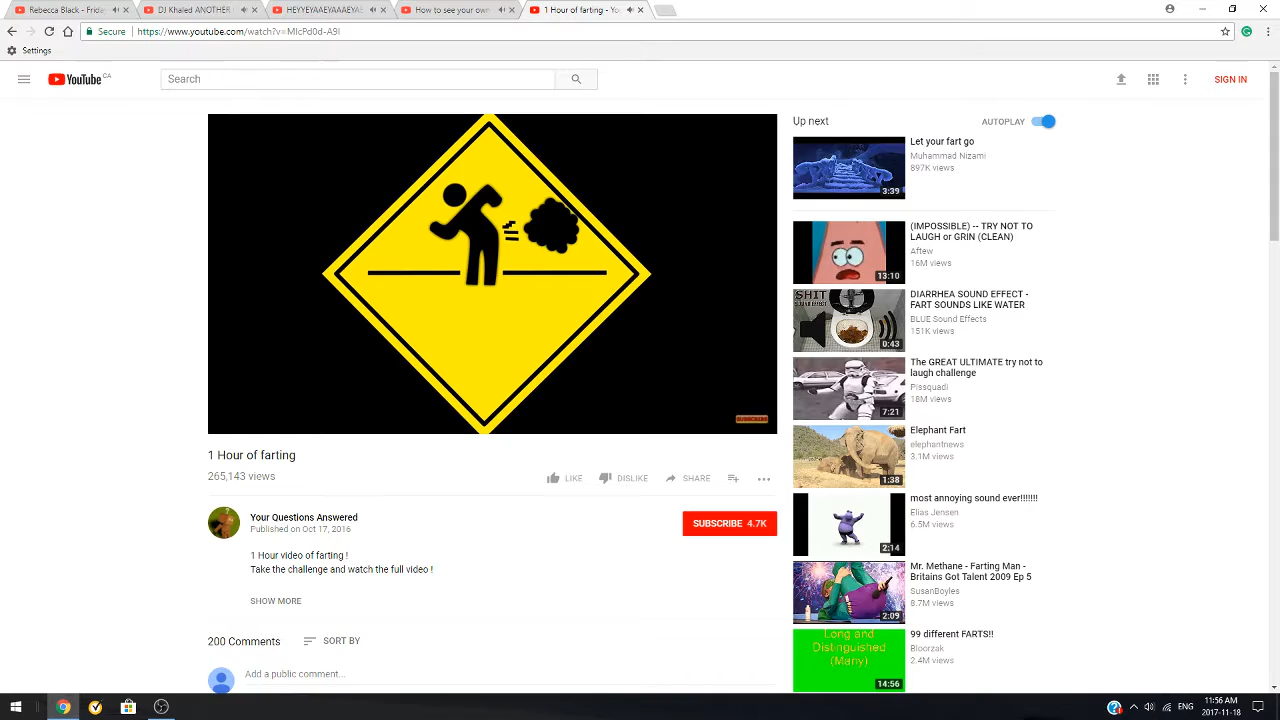 Rebecca Black - Frida
DJ Khaled ANOTHER
HEYYEYAAEYAAAEYAE
How to see your own
1 Hour of farting - Yo
Secure
https://www.youtube.com/watch?v=MIcPd0d-A9I
Settings
YouTube CA
Search
SIGN IN
Up next
AUTOPLAY
Let your fart go
Muhammad Nizami
897K views
3:39
(IMPOSSIBLE) -- TRY NOT TO
LAUGH or GRIN (CLEAN)
Aftew
16M views
13:10
SHIT
DIARRHEA SOUND EFFECT -
FART SOUNDS LIKE WATER
BLUE Sound Effects
151K views
0:43
The GREAT ULTIMATE try not to
laugh challenge
Pissquadi
18M views
7:21
Elephant Fart
elephantnews
3.1M views
1:38
most annoying sound ever!!!!!!!
Elias Jensen
6.5M views
2:14
Mr. Methane - Farting Man -
Britains Got Talent 2009 Ep 5
SusanBoyles
8.7M views
2:09
Long and
Distinguished
(Many)
99 different FARTS!!
Bloorzak
2.4M views
14:56
SUBSCRIBE
1 Hour of farting
265,143 views
LIKE
DISLIKE
SHARE
Your Questions Answered
Published on Oct 17, 2016
SUBSCRIBE 4.7K
1 Hour video of farting !
Take the challenge and watch the full video !
SHOW MORE
200 Comments
SORT BY
Add a public comment...
ENG
11:56 AM
2017-11-18